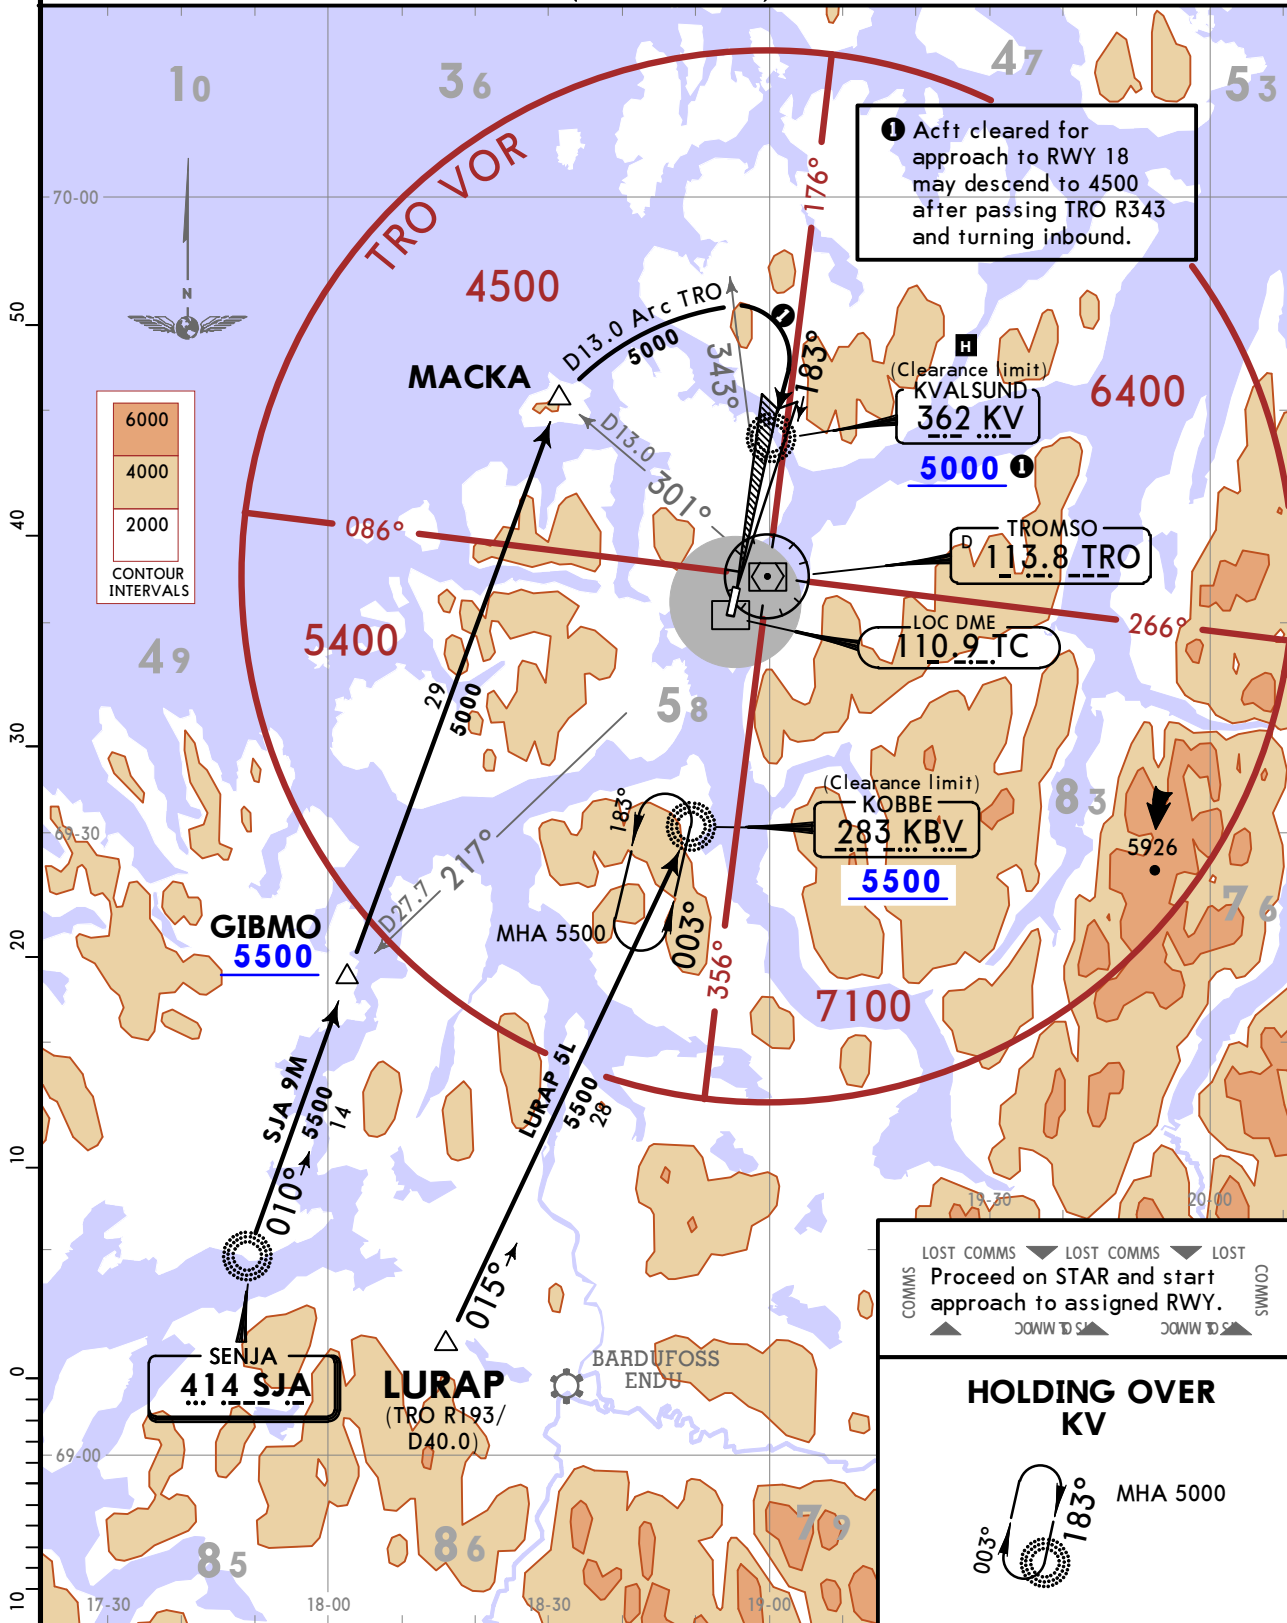 10
36
47
53
TRO VOR
176°
❶ Acft cleared for
approach to RWY 18
may descend to 4500
after passing TRO R343
and turning inbound.
70-00
N
4500
50
D13.0 Arc TRO
5000
❶
343°
183°
MACKA
H
(Clearance limit)
KVALSUND
362 KV
5000 ❶
6400
6000
4000
2000
CONTOUR
INTERVALS
D13.0
301°
40
086°
TROMSO
D 113.8 TRO
LOC DME
110.9 TC
266°
49
5400
58
29
5000
30
69-30
(Clearance limit)
KOBBE
283 KBV
5500
83
5926
76
183°
217°
D27.7
GIBMO
5500
MHA 5500
003°
356°
7100
20
SJA 9M
5500
14
010°
LURAP 5L
5500
28
10
015°
19-30
20-00
LOST COMMS LOST COMMS LOST
COMMS
Proceed on STAR and start
approach to assigned RWY.
COMMS
SENJA
414 SJA
LURAP
(TRO R193/
D40.0)
BARDUFOSS
ENDU
0
69-00
HOLDING OVER
KV
MHA 5000
183°
003°
79
86
85
10
17-30
18-00
18-30
19-00